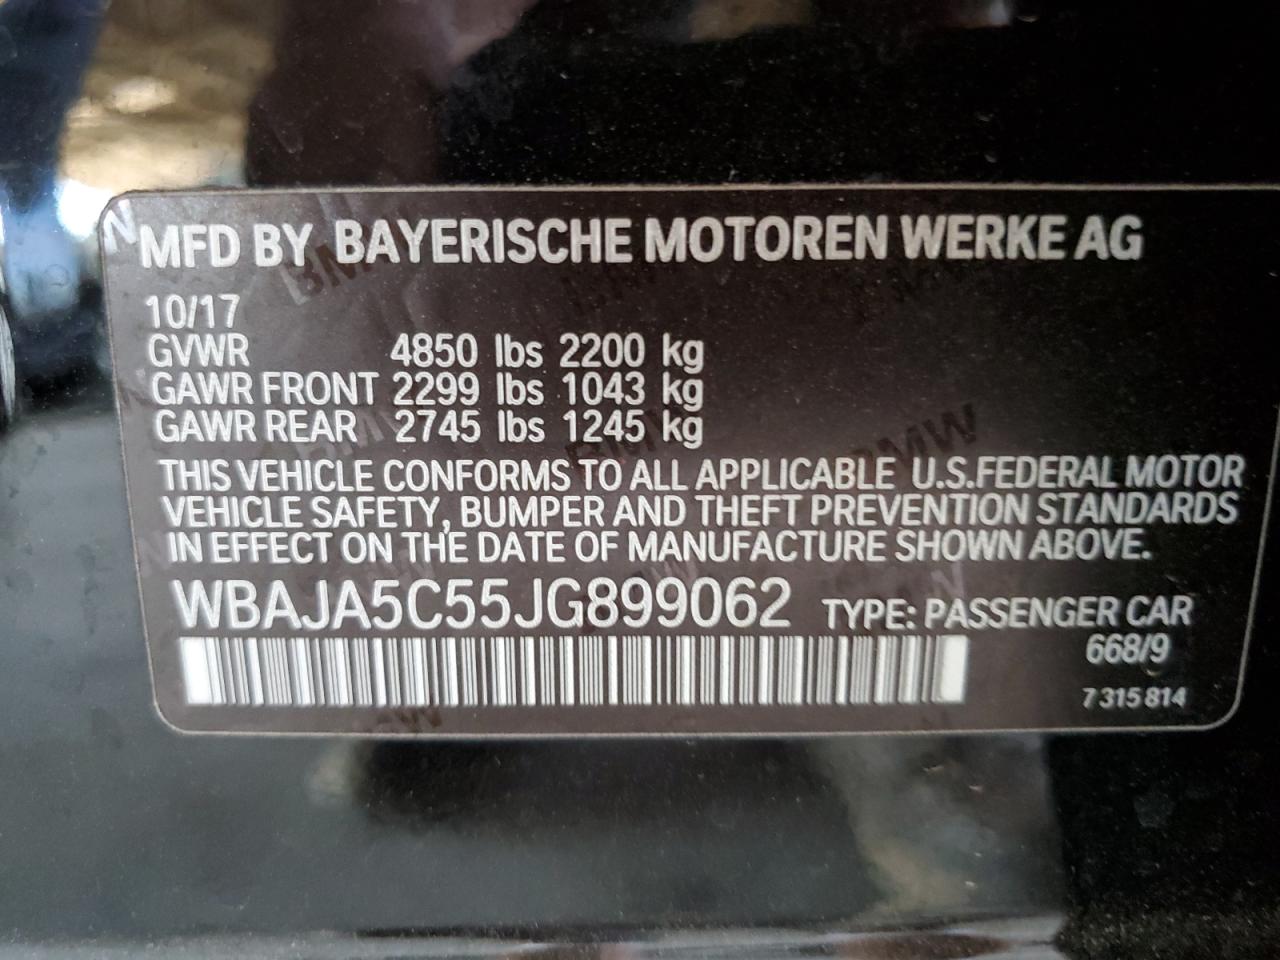 MFD BY BAYERISCHE MOTOREN WERKE AG
10/17
GVWR 4850 lbs 2200 kg
GAWR FRONT 2299 lbs 1043 kg
GAWR REAR 2745 lbs 1245 kg
THIS VEHICLE CONFORMS TO ALL APPLICABLE U.S.FEDERAL MOTOR
VEHICLE SAFETY, BUMPER AND THEFT PREVENTION STANDARDS
IN EFFECT ON THE DATE OF MANUFACTURE SHOWN ABOVE.
WBAJA5C55JG899062 TYPE: PASSENGER CAR
668/9
7 315 814